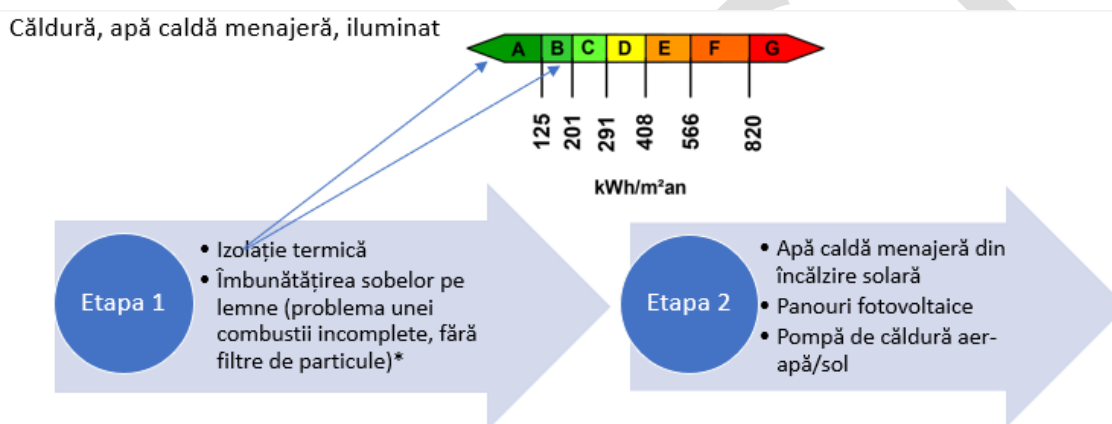 Căldură, apă caldă menajeră, iluminat
A B C D E F G
125 201 291 408 566 820
kWh/m²an
Etapa 1
• Izolație termică
• Îmbunătățirea sobelor pe
lemne (problema unei
combustii incomplete, fără
filtre de particule)*
Etapa 2
• Apă caldă menajeră din
încălzire solară
• Panouri fotovoltaice
• Pompă de căldură aer-
apă/sol